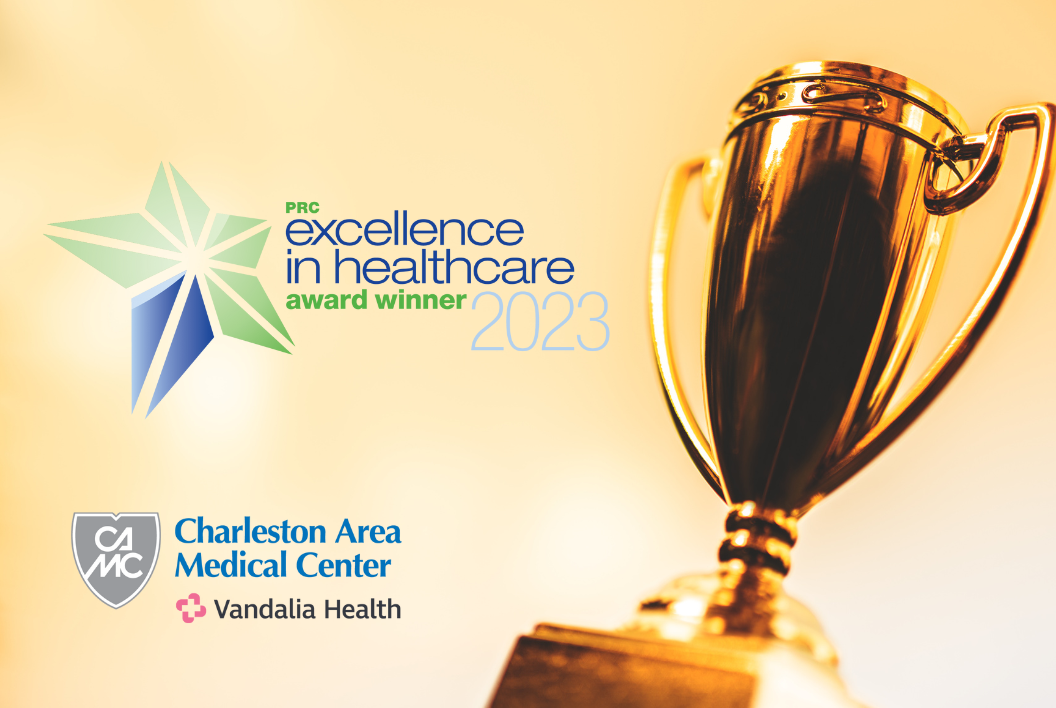 PRC
excellence
in healthcare
award winner
2023
CA
MC
Charleston Area
Medical Center
Vandalia Health